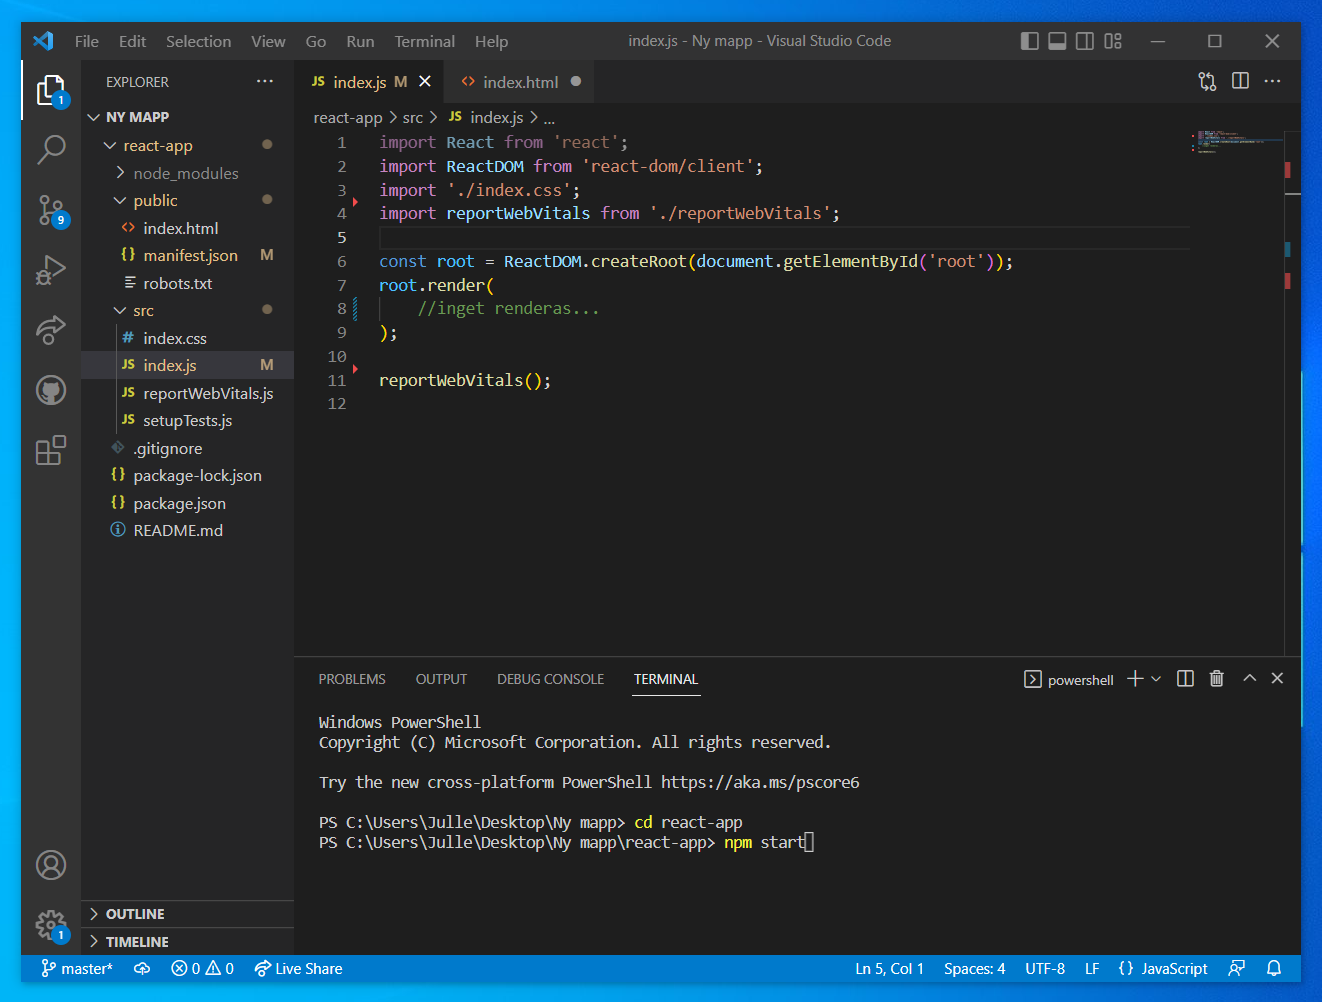 File Edit Selection View Go Run Terminal Help index.js - Ny mapp - Visual Studio Code
EXPLORER
NY MAPP
react-app
node_modules
public
index.html
manifest.json M
robots.txt
src
index.css
index.js M
reportWebVitals.js
setupTests.js
.gitignore
package-lock.json
package.json
README.md
OUTLINE
TIMELINE
1
9
1
JS index.js M index.html
react-app > src > JS index.js > ...
1 import React from 'react';
2 import ReactDOM from 'react-dom/client';
3 import './index.css';
4 import reportWebVitals from './reportWebVitals';
5
6 const root = ReactDOM.createRoot(document.getElementById('root'));
7 root.render(
8 //inget renderas...
9 );
10
11 reportWebVitals();
12
PROBLEMS OUTPUT DEBUG CONSOLE TERMINAL powershell
Windows PowerShell
Copyright (C) Microsoft Corporation. All rights reserved.
Try the new cross-platform PowerShell https://aka.ms/pscore6
PS C:\Users\Julle\Desktop\Ny mapp> cd react-app
PS C:\Users\Julle\Desktop\Ny mapp\react-app> npm start
master* 0 0 Live Share Ln 5, Col 1 Spaces: 4 UTF-8 LF {} JavaScript